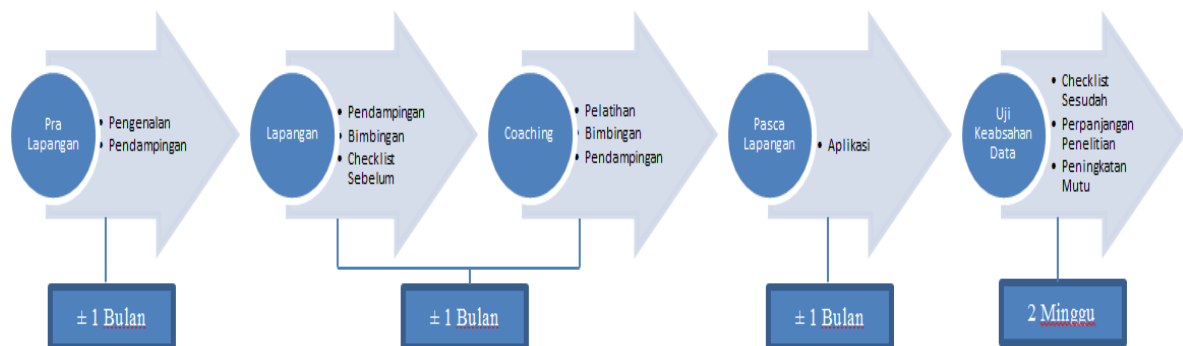 Pra
Lapangan
• Pengenalan
• Pendampingan
Lapangan
• Pendampingan
• Bimbingan
• Checklist
Sebelum
Coaching
• Pelatihan
• Bimbingan
• Pendampingan
Pasca
Lapangan
• Aplikasi
Uji
Keabsahan
Data
• Checklist
Sesudah
• Perpanjangan
Penelitian
• Peningkatan
Mutu
± 1 Bulan
± 1 Bulan
± 1 Bulan
2 Minggu